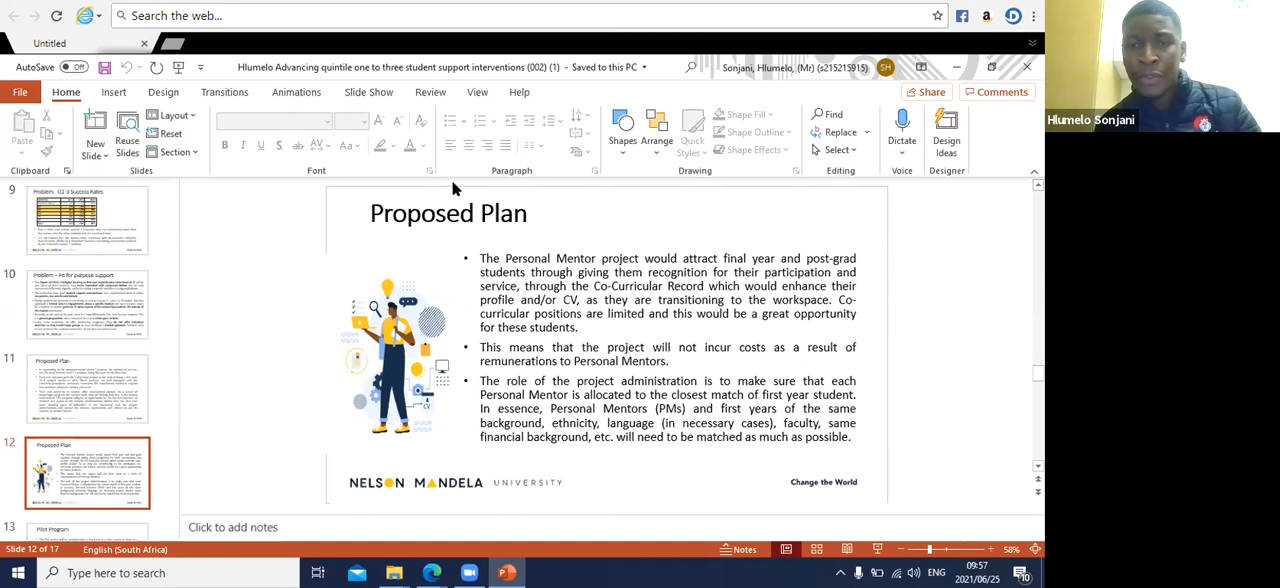 Search the web...
Untitled
AutoSave Off
Hlumelo Advancing quintile one to three student support interventions (002) (1) - Saved to this PC
Sonjani, Hlumelo, (Mr) (s215215915) SH
File Home Insert Design Transitions Animations Slide Show Review View Help Share Comments
Paste
Clipboard
New Slide
Reuse Slides
Layout
Reset
Section
Slides
Font
Paragraph
Shapes
Arrange
Quick Styles
Shape Fill
Shape Outline
Shape Effects
Drawing
Find
Replace
Select
Editing
Dictate
Voice
Design Ideas
Designer
Hlumelo Sonjani
9
10
Problem – Fit for purpose support
11
Proposed Plan
12
Proposed Plan
13
Pilot Program
Proposed Plan
• The Personal Mentor project would attract final year and post-grad
students through giving them recognition for their participation and
service, through the Co-Curricular Record which would enhance their
profile and/or CV, as they are transitioning to the workspace. Co-
curricular positions are limited and this would be a great opportunity
for these students.
• This means that the project will not incur costs as a result of
remunerations to Personal Mentors.
• The role of the project administration is to make sure that each
Personal Mentor is allocated to the closest match of first year student.
In essence, Personal Mentors (PMs) and first years of the same
background, ethnicity, language (in necessary cases), faculty, same
financial background, etc. will need to be matched as much as possible.
CV
NELSON MANDELA UNIVERSITY
Change the World
Click to add notes
Slide 12 of 17 English (South Africa) Notes 58%
Type here to search
ENG
09:57
2021/06/25
10